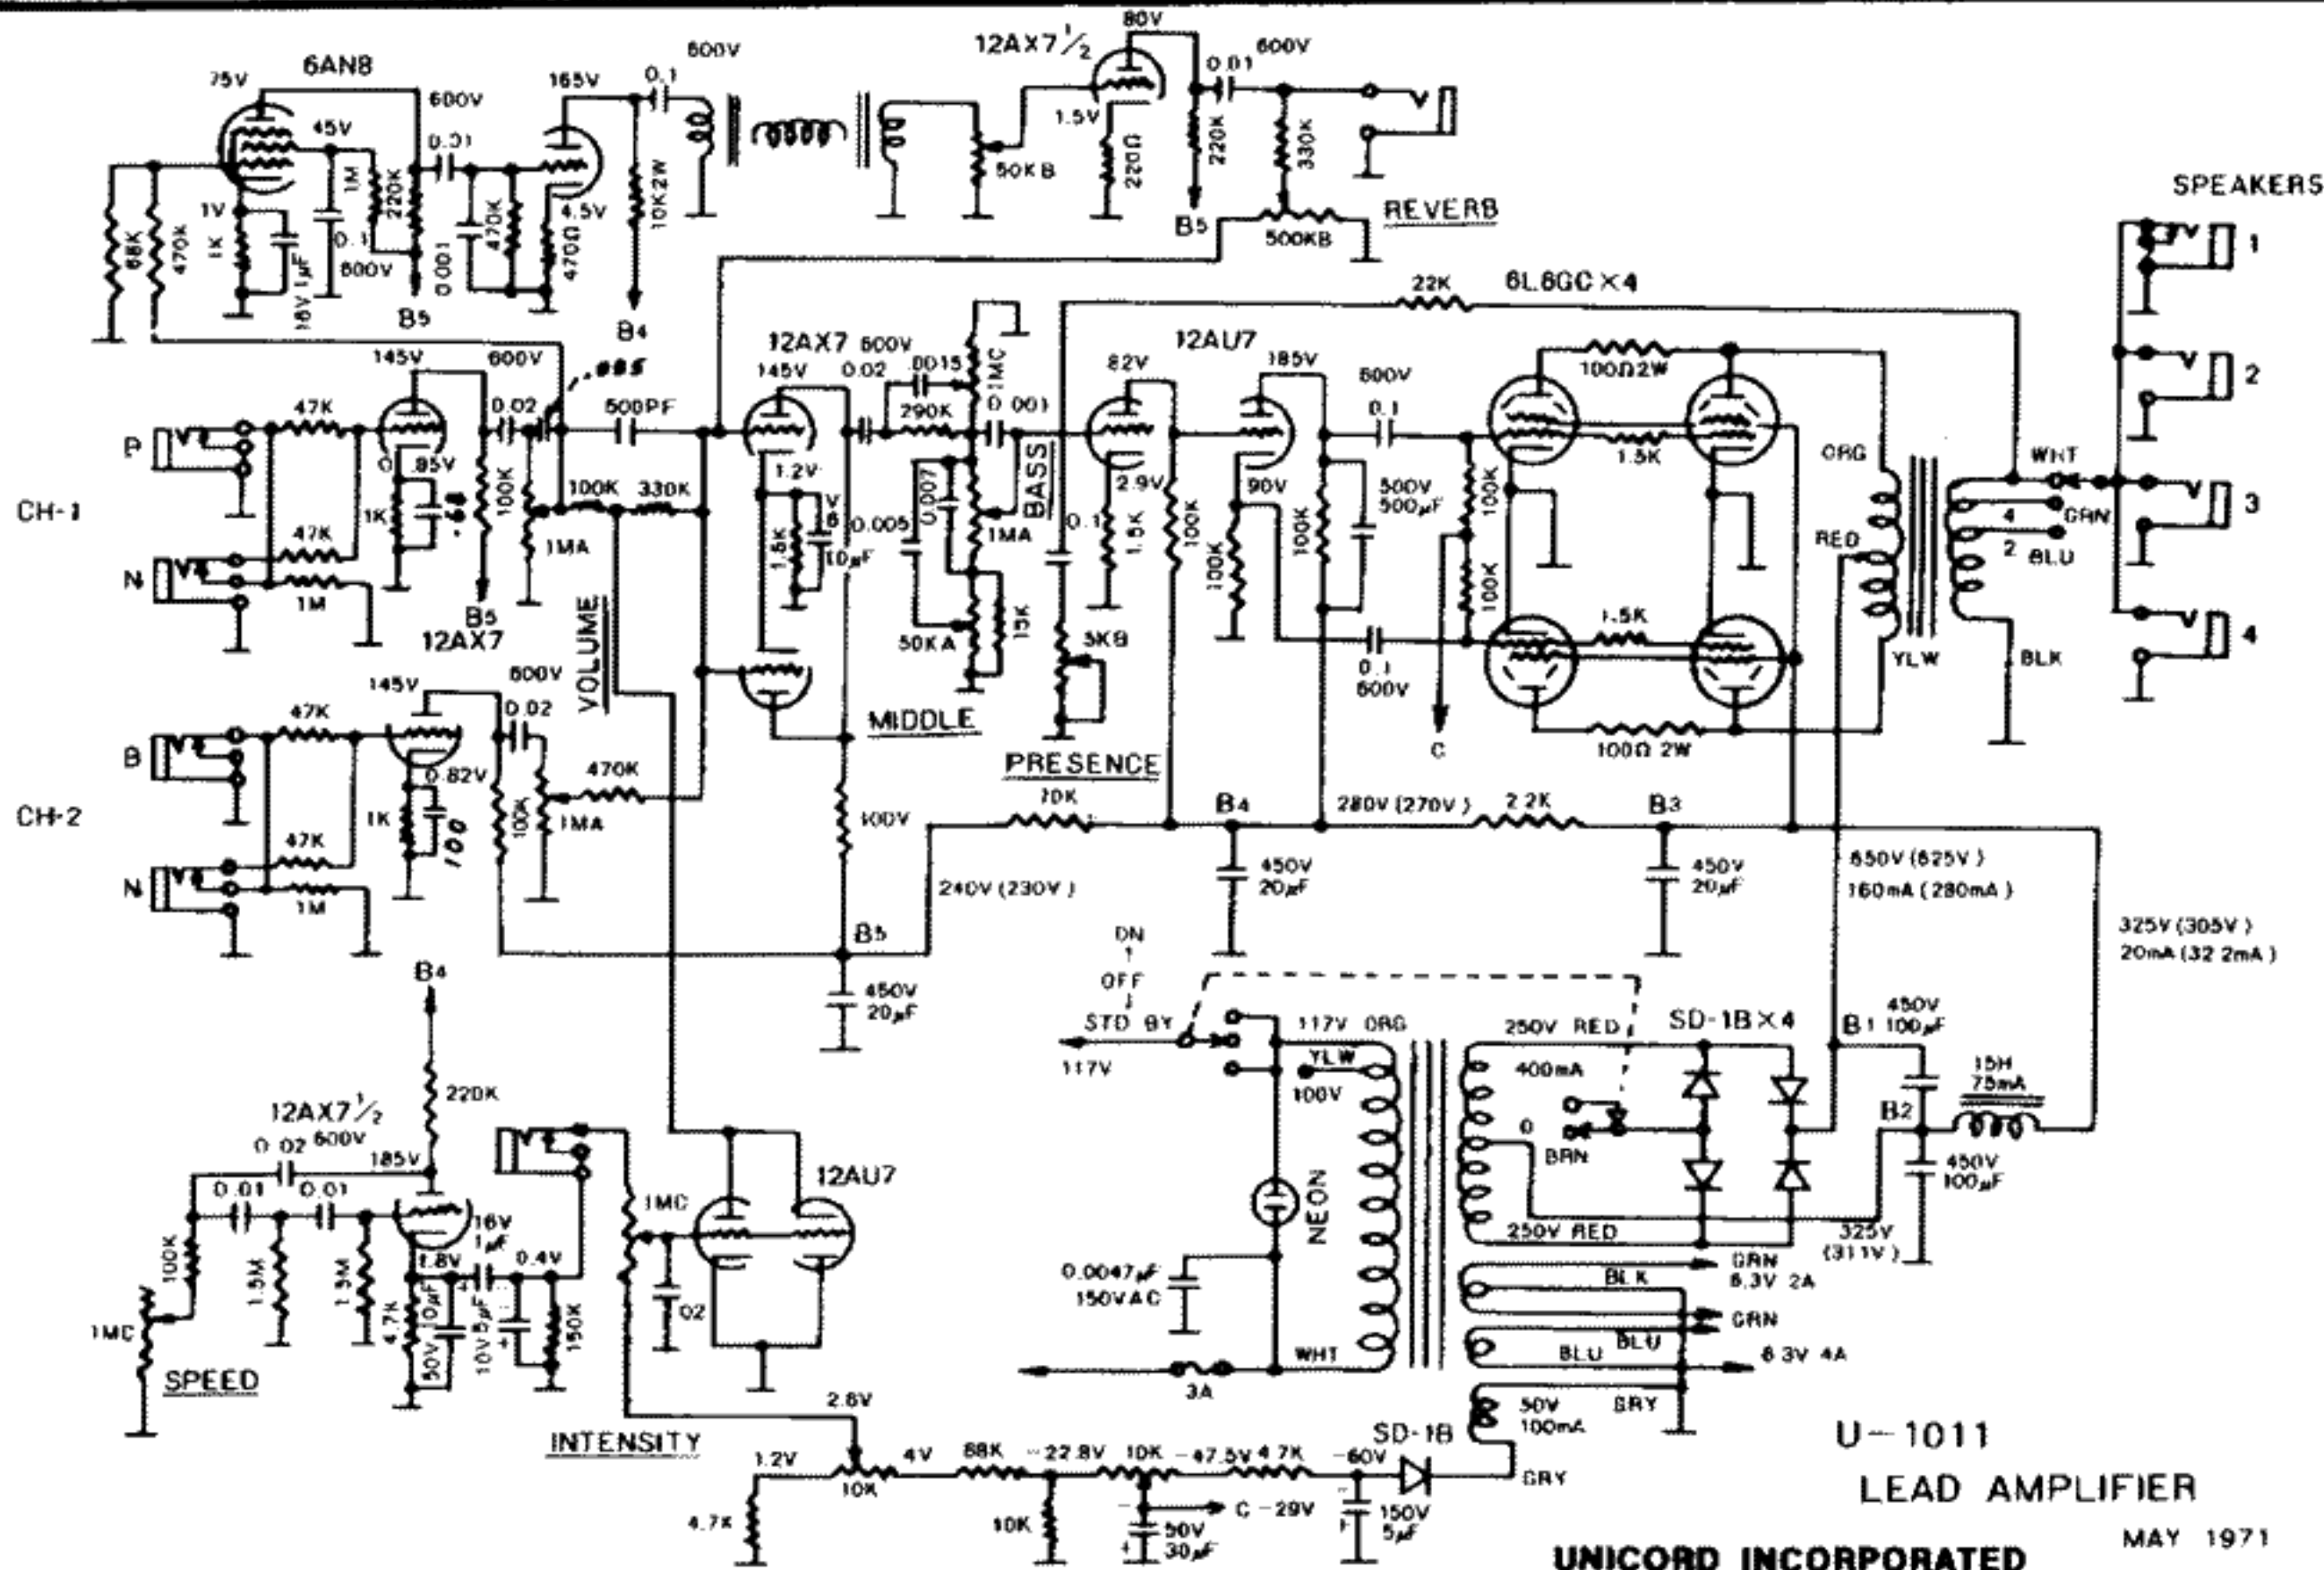 80V
12AX7 1/2
600V
600V
6AN8
75V
165V
0.1
0.01
600V
45V
1.5V
0.01
220K
330K
1M
220K
50KB
220Ω
10K2W
SPEAKERS
1V
4.5V
470K
REVERB
B5
68K
470K
1K
0.1
600V
16V 1µF
0.001
470Ω
500KB
1
22K
6L6GC×4
B5
B4
12AX7
600V
12AU7
145V
600V
.005
145V
0.02
.0015
1MC
82V
185V
100Ω2W
600V
2
47K
0.02
500PF
290K
0.001
0.1
P
1.5K
ORG
WHT
0.85V
1.2V
BASS
2.9V
90V
500V
500µF
100K
.68
100K
100K
330K
0.007
3
CH-1
1K
4
GRN
47K
0.005
1MA
0.1
1.5K
100K
100K
100K
RED
2
BLU
1MA
1.5K
10µF
N
1M
100K
B5
12AX7
VOLUME
50KA
15K
5KB
1.5K
4
YLW
BLK
0.1
600V
600V
145V
47K
0.02
MIDDLE
B
C
100Ω 2W
0.82V
470K
PRESENCE
10K
B4
280V (270V)
2.2K
B3
CH-2
1K
100
100K
1MA
100V
47K
450V
20µF
450V
20µF
650V (625V)
160mA (280mA)
N
240V (230V)
1M
325V (305V)
20mA (32.2mA)
B5
ON
B4
OFF
450V
20µF
STD BY
117V ORG
250V RED
SD-1B×4
B1
450V
100µF
YLW
117V
100V
400mA
15H
75mA
220K
12AX7 1/2
0.02
600V
B2
0
BRN
185V
12AU7
450V
100µF
0.01
0.01
1MC
NEON
16V
1µF
250V RED
325V
(311V)
1.8V
0.4V
100K
1.5M
1.5M
GRN
6.3V 2A
0.0047µF
150VAC
BLK
4.7K
50V 10µF
10V 5µF
150K
.02
GRN
1MC
BLU
BLU
6.3V 4A
WHT
SPEED
3A
2.6V
50V
100mA
GRY
INTENSITY
SD-1B
U-1011
1.2V
4V
68K
-22.8V
10K
-47.5V
4.7K
-60V
10K
GRY
LEAD AMPLIFIER
4.7K
10K
C -29V
50V
30µF
150V
5µF
MAY 1971
UNICORD INCORPORATED